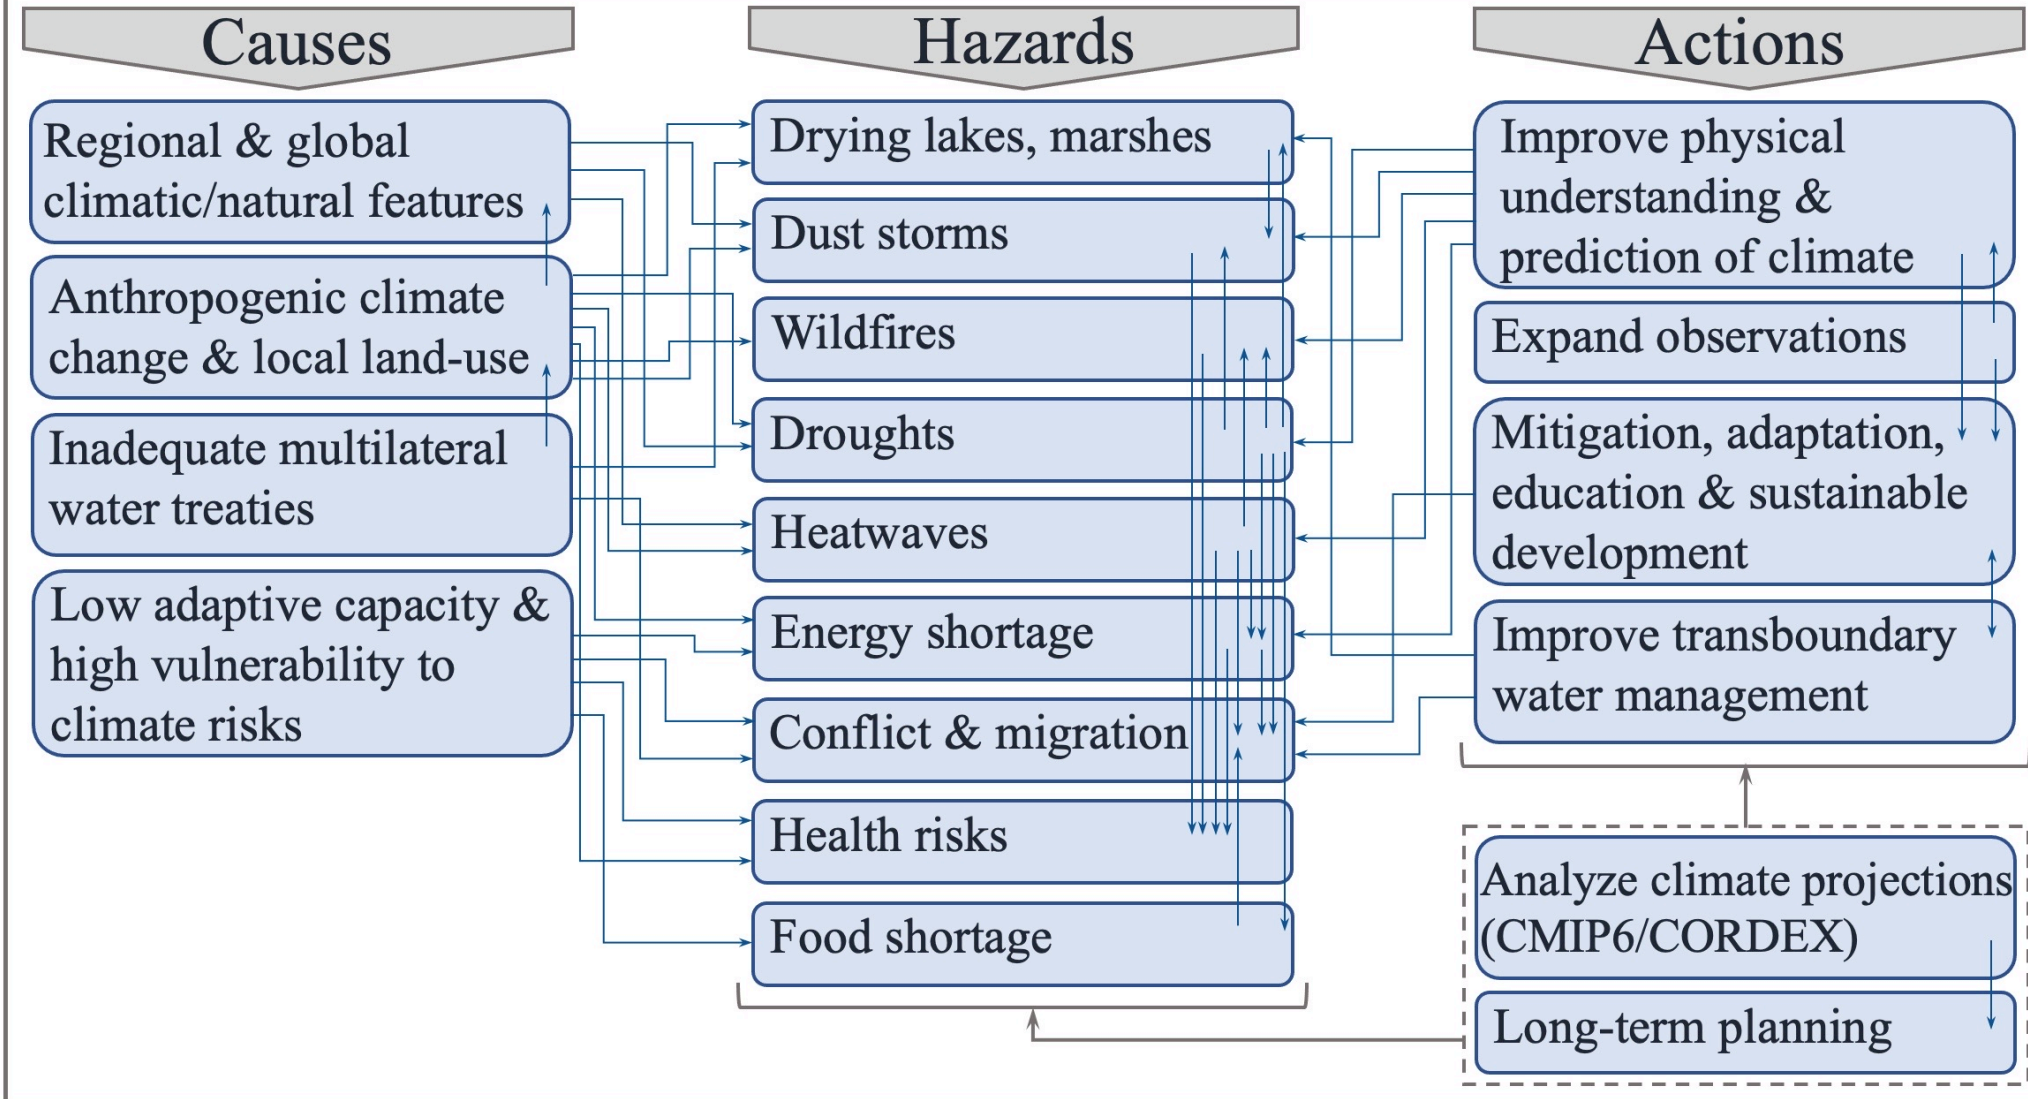 Causes
Regional & global
climatic/natural features
Anthropogenic climate
change & local land-use
Inadequate multilateral
water treaties
Low adaptive capacity &
high vulnerability to
climate risks
Hazards
Drying lakes, marshes
Dust storms
Wildfires
Droughts
Heatwaves
Energy shortage
Conflict & migration
Health risks
Food shortage
Actions
Improve physical
understanding &
prediction of climate
Expand observations
Mitigation, adaptation,
education & sustainable
development
Improve transboundary
water management
Analyze climate projections
(CMIP6/CORDEX)
Long-term planning